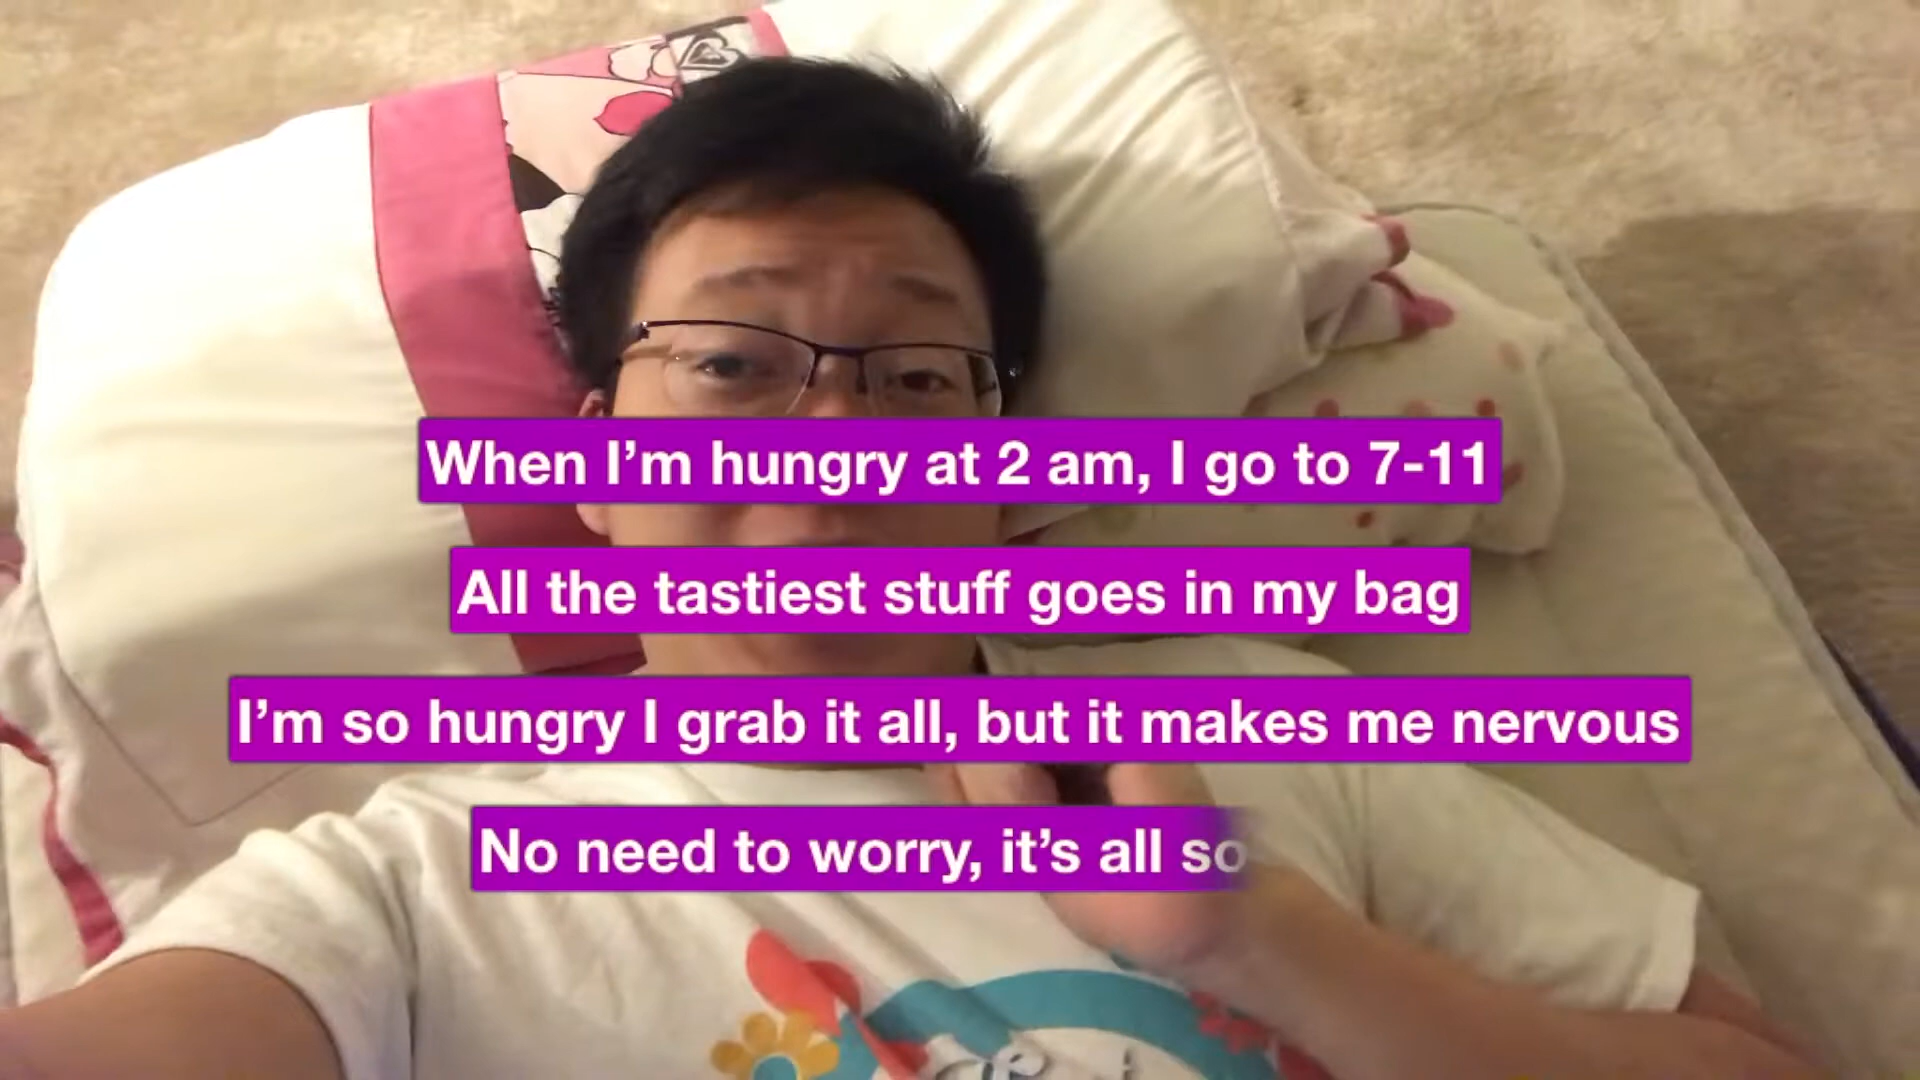 When I’m hungry at 2 am, I go to 7-11
All the tastiest stuff goes in my bag
I’m so hungry I grab it all, but it makes me nervous
No need to worry, it’s all so